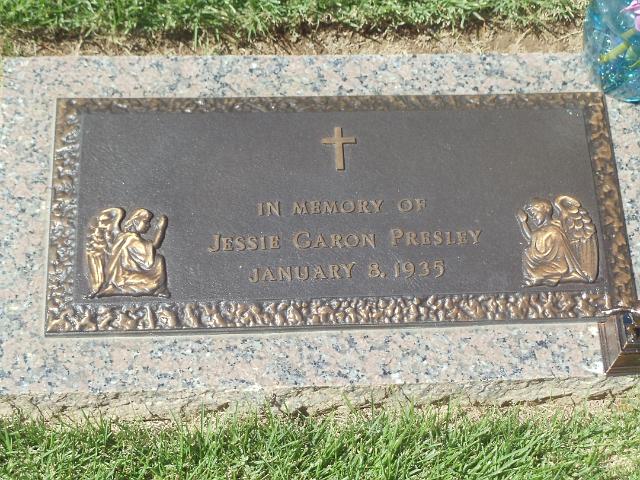 IN MEMORY OF
JESSIE GARON PRESLEY
JANUARY 8, 1935